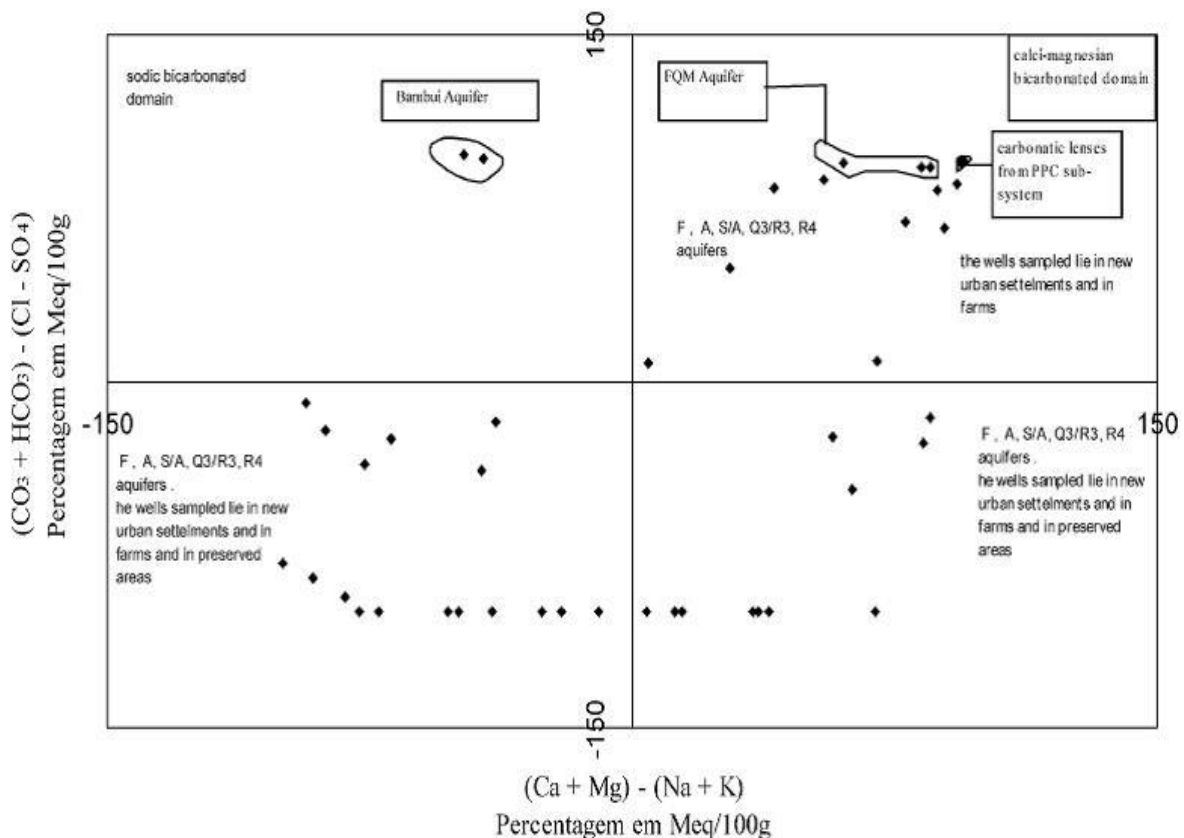 150
sodic bicarbonated
domain
Bambui Aquifer
FQM Aquifer
calci-magnesian
bicarbonated domain
carbonatic lenses
from PPC sub-
system
F , A, S/A, Q3/R3, R4
aquifers
the wells sampled lie in new
urban settelments and in
farms
(CO3 + HCO3) - (Cl - SO4)
Percentagem em Meq/100g
-150
150
F , A, S/A, Q3/R3, R4
aquifers .
he wells sampled lie in new
urban settelments and in
farms and in preserved
areas
F , A, S/A, Q3/R3, R4
aquifers .
he wells sampled lie in new
urban settelments and in
farms and in preserved
areas
-150
(Ca + Mg) - (Na + K)
Percentagem em Meq/100g